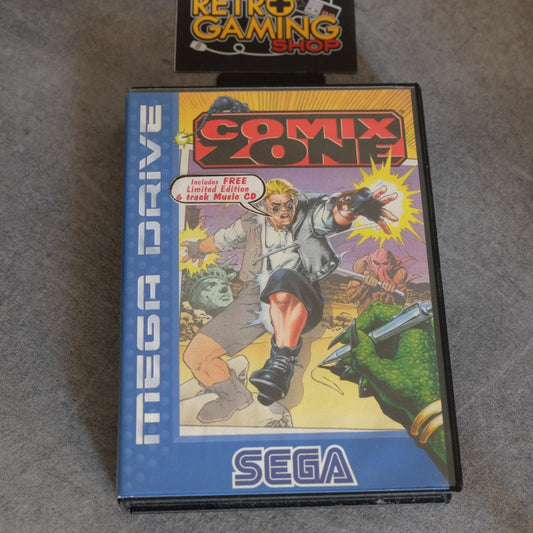 RETRO
GAMING
SHOP
COMIX
ZONE
Includes FREE
Limited Edition
6 track Music CD
MEGA DRIVE
SEGA